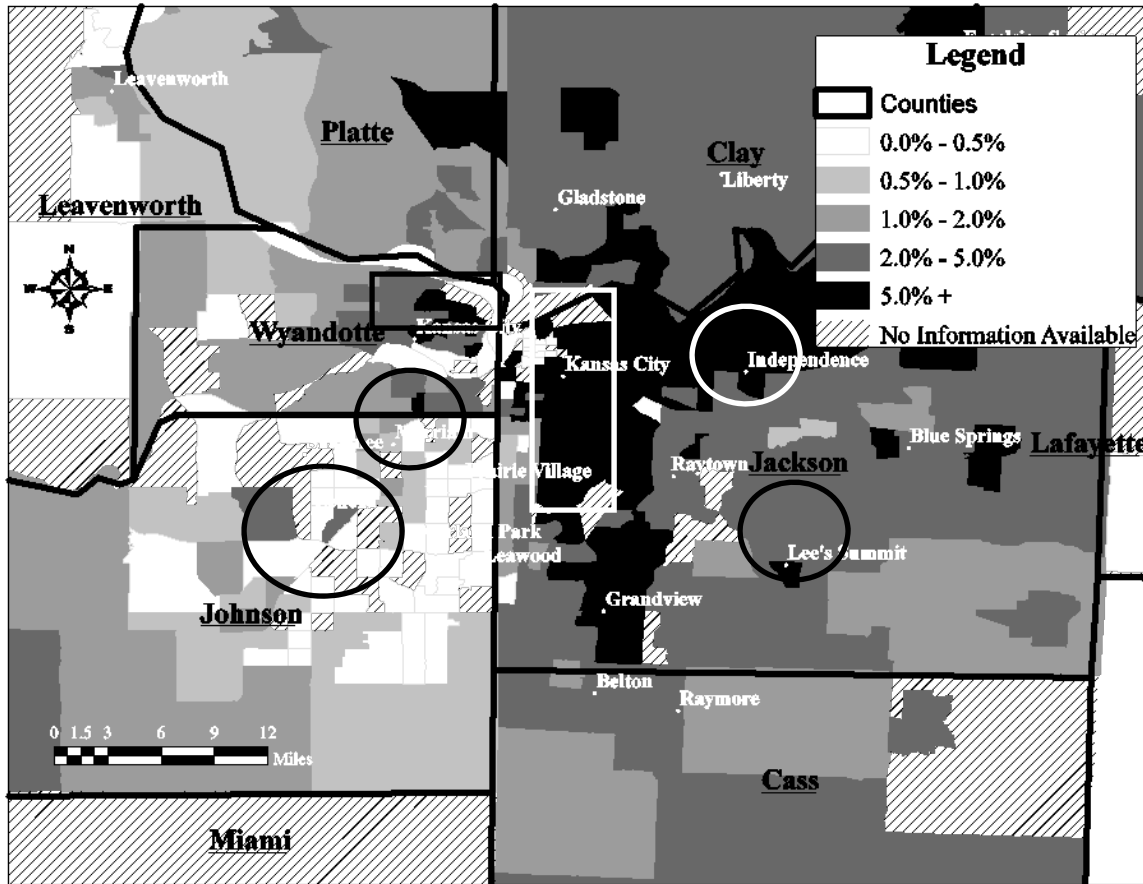 Legend
Counties
0.0% - 0.5%
0.5% - 1.0%
1.0% - 2.0%
2.0% - 5.0%
5.0% +
No Information Available
Leavenworth
Platte
Clay
Liberty
Gladstone
Leavenworth
N
W E
S
Wyandotte
Kansas City
Independence
Blue Springs
Lafayette
Prairie Village
Raytown
Jackson
Park
Leawood
Lee's Summit
Johnson
Grandview
Belton
Raymore
0 1.5 3 6 9 12
Miles
Cass
Miami